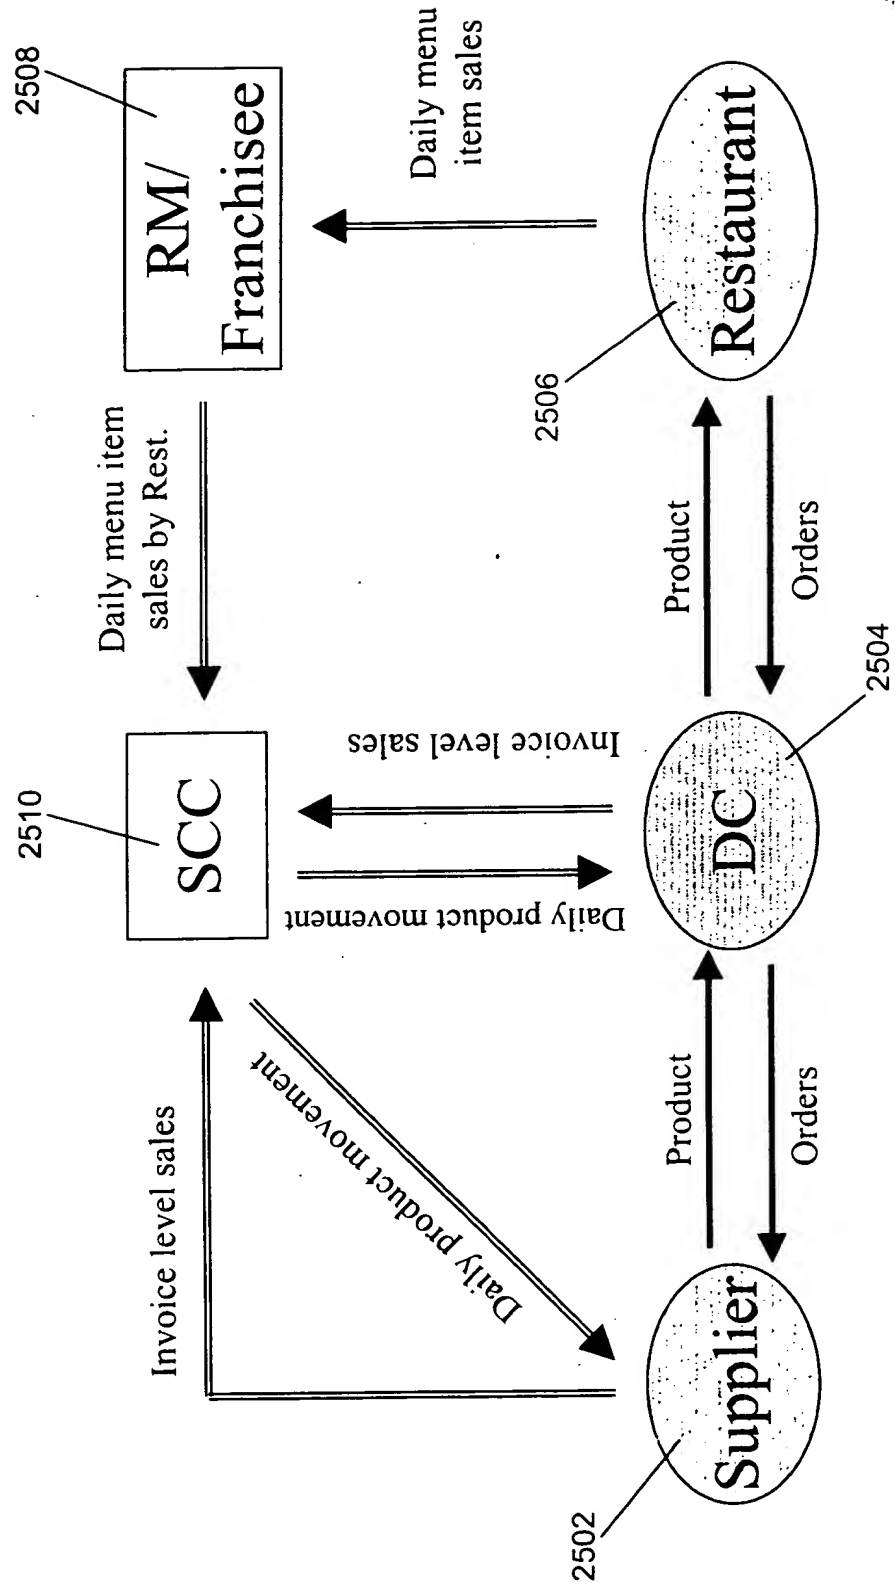 2510
2508
SCC
RM/
Franchisee
Invoice level sales
Daily menu item
sales by Rest.
Daily product movement
Daily product movement
Invoice level sales
Daily menu
item sales
2502
Supplier
Product
Orders
DC
2504
Product
Orders
2506
Restaurant